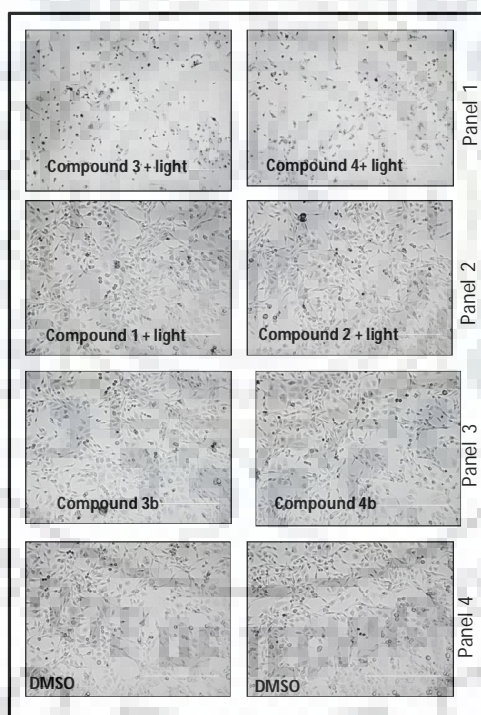 Compound 3 + light
Compound 4+ light
Panel 1
Compound 1 + light
Compound 2 + light
Panel 2
Compound 3b
Compound 4b
Panel 3
DMSO
DMSO
Panel 4